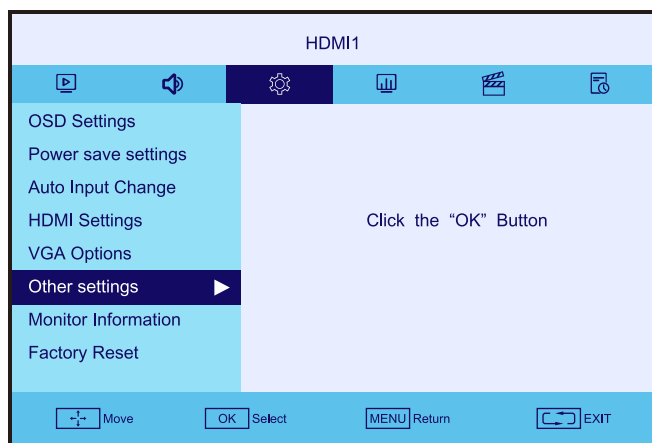 HDMI1
OSD Settings
Power save settings
Auto Input Change
HDMI Settings
Click the “OK” Button
VGA Options
Other settings
Monitor Information
Factory Reset
Move OK Select MENU Return EXIT